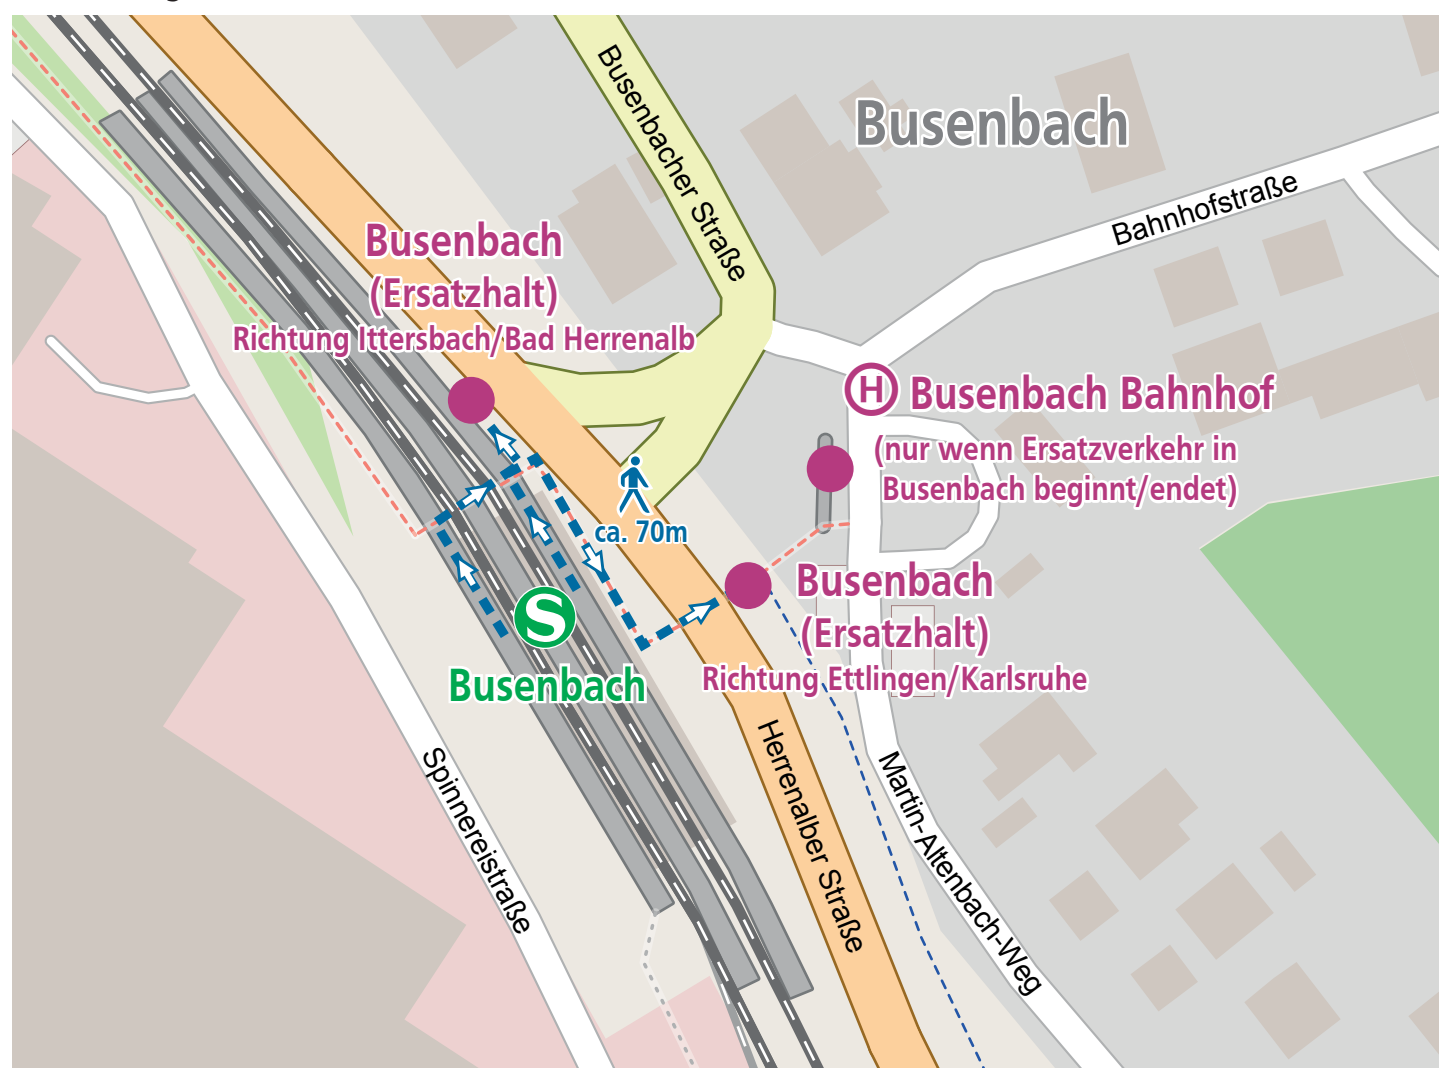 Busenbacher Straße
Busenbach
Bahnhofstraße
Busenbach
(Ersatzhalt)
Richtung Ittersbach/Bad Herrenalb
H
Busenbach Bahnhof
(nur wenn Ersatzverkehr in
Busenbach beginnt/endet)
ca. 70m
Busenbach
(Ersatzhalt)
Richtung Ettlingen/Karlsruhe
S
Busenbach
Spinnereistraße
Herrenalber Straße
Martin-Altenbach-Weg